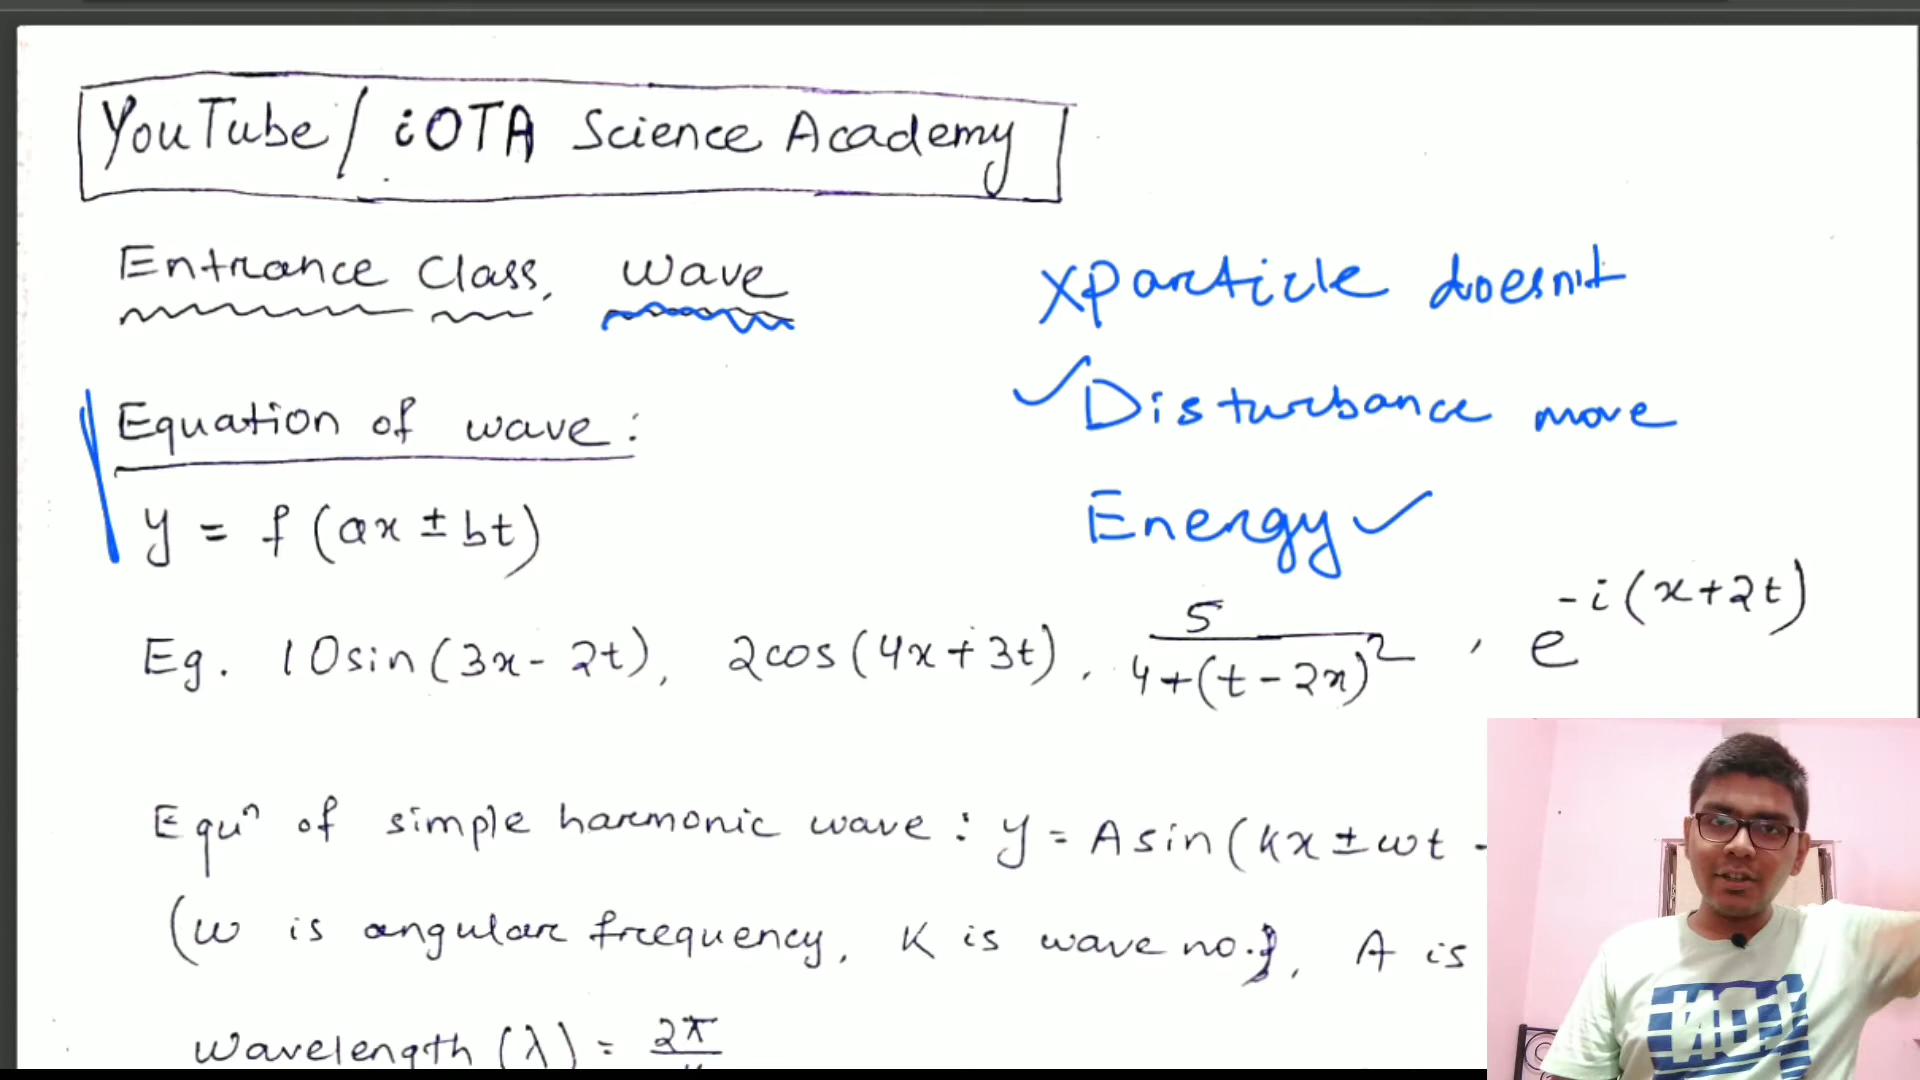 YouTube / iOTA Science Academy
Entrance Class, Wave
Xparticle doesn't
✓Disturbance move
Equation of wave:
y = f (ax ± bt)
Energy✓
Eg. 10sin(3x - 2t), 2cos(4x+3t), 5/4+(t-2x)², e^-i(x+2t)
Equⁿ of simple harmonic wave: y = A sin(Kx ± ωt -
(ω is angular frequency, K is wave no., A is
Wavelength (λ) = 2π